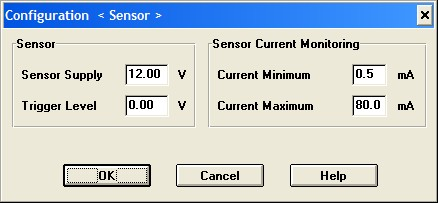 Configuration < Sensor >
Sensor
Sensor Supply 12.00 V
Trigger Level 0.00 V
Sensor Current Monitoring
Current Minimum 0.5 mA
Current Maximum 80.0 mA
OK Cancel Help